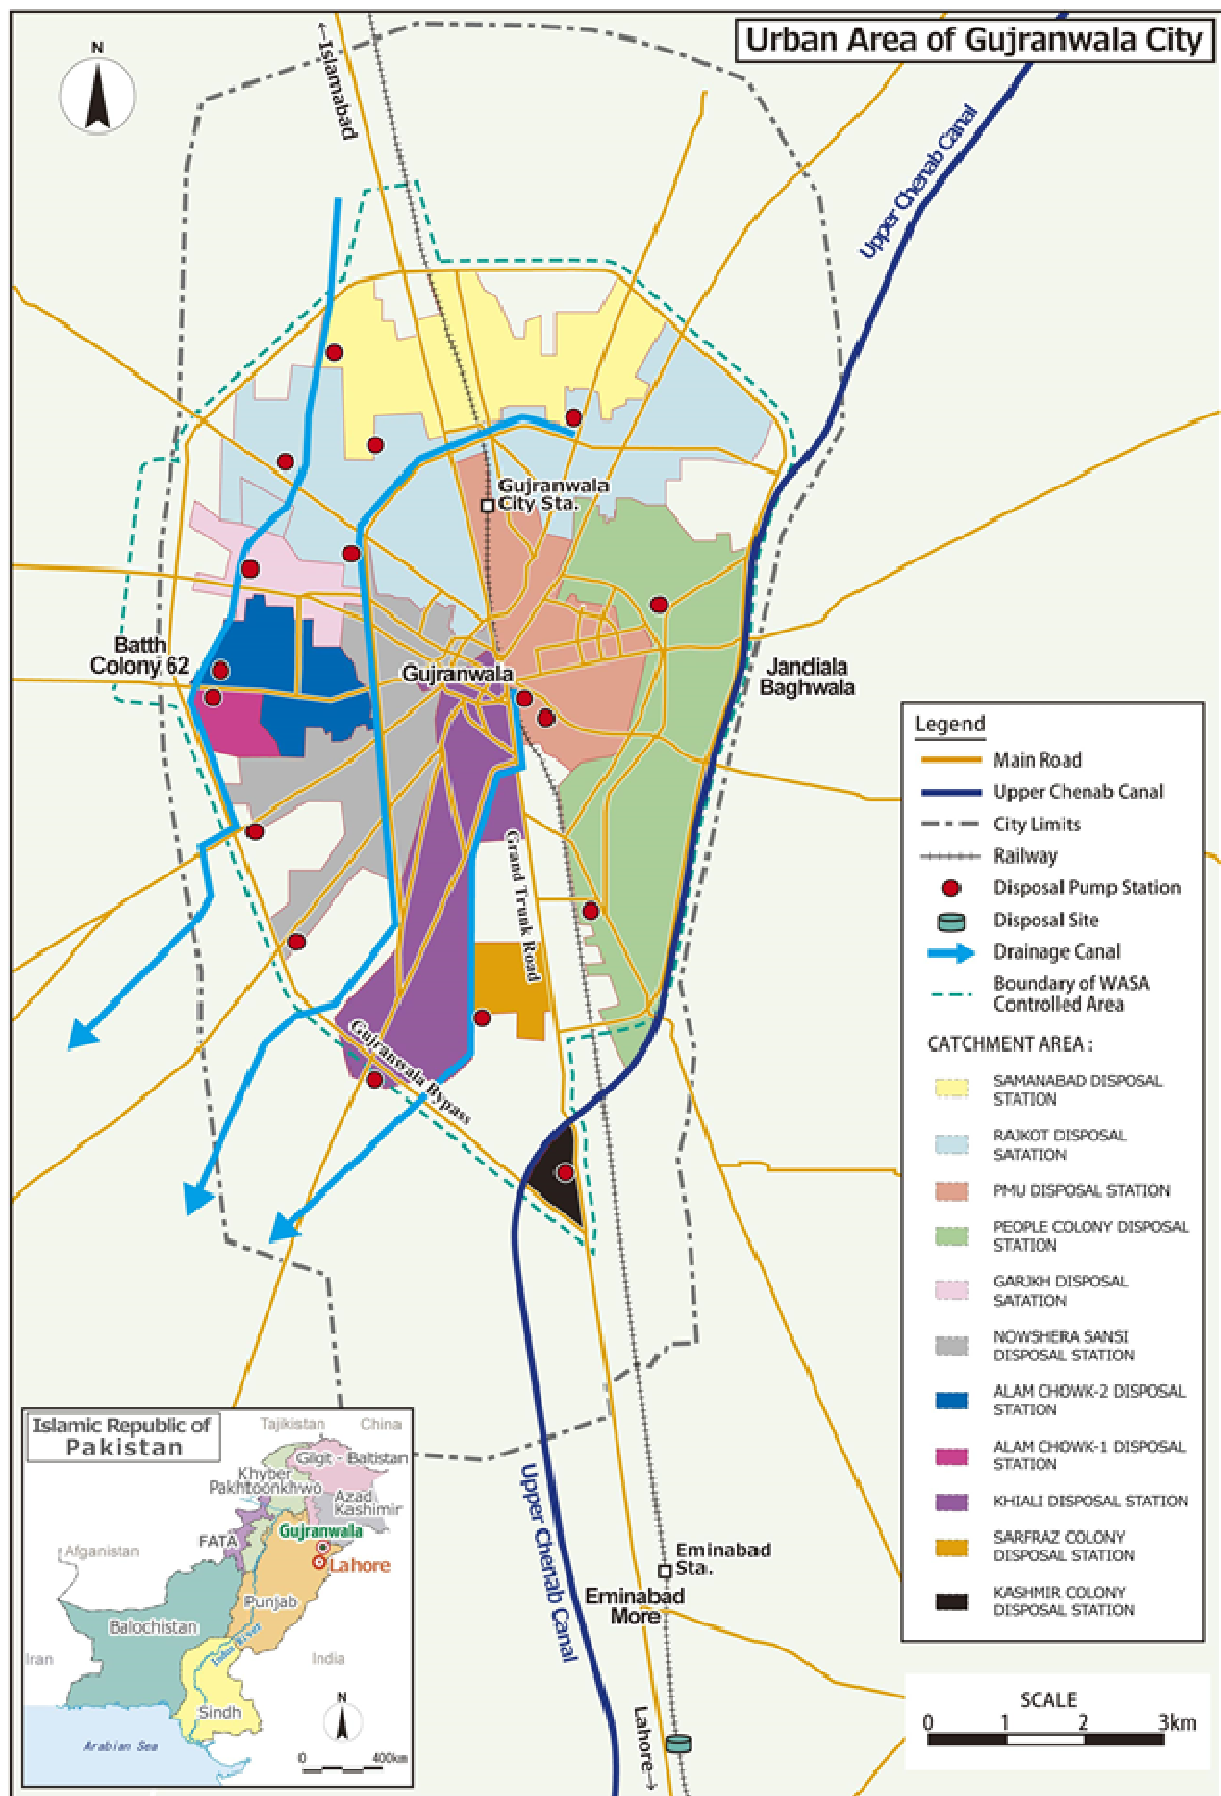 Urban Area of Gujranwala City
N
←Islamabad
Upper Chenab Canal
Gujranwala
City Sta.
Batth
Colony 62
Gujranwala
Jandiala
Baghwala
Grand Trunk Road
Gujranwala Bypass
Legend
Main Road
Upper Chenab Canal
City Limits
Railway
Disposal Pump Station
Disposal Site
Drainage Canal
Boundary of WASA
Controlled Area
CATCHMENT AREA :
SAMANABAD DISPOSAL
STATION
RAJKOT DISPOSAL
SATATION
PMU DISPOSAL STATION
PEOPLE COLONY DISPOSAL
STATION
GARJKH DISPOSAL
SATATION
NOWSHERA SANSI
DISPOSAL STATION
ALAM CHOWK-2 DISPOSAL
STATION
ALAM CHOWK-1 DISPOSAL
STATION
KHIALI DISPOSAL STATION
SARFRAZ COLONY
DISPOSAL STATION
KASHMIR COLONY
DISPOSAL STATION
Upper Chenab Canal
Eminabad
Sta.
Eminabad
More
Lahore→
SCALE
0 1 2 3km
Islamic Republic of
Pakistan
Tajikistan
China
Gilgit - Baltistan
Khyber
Pakhtoonkhwo
Azad
Kashimir
Gujranwala
FATA
Lahore
Afganistan
Punjab
Balochistan
Indus River
Iran
India
Sindh
N
Arabian Sea
0 400km